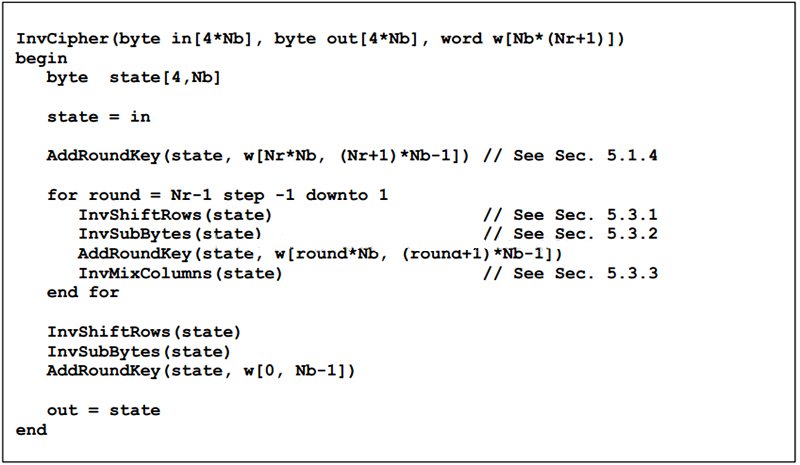 InvCipher(byte in[4*Nb], byte out[4*Nb], word w[Nb*(Nr+1)])
begin
byte state[4,Nb]
state = in
AddRoundKey(state, w[Nr*Nb, (Nr+1)*Nb-1]) // See Sec. 5.1.4
for round = Nr-1 step -1 downto 1
InvShiftRows(state) // See Sec. 5.3.1
InvSubBytes(state) // See Sec. 5.3.2
AddRoundKey(state, w[round*Nb, (round+1)*Nb-1])
InvMixColumns(state) // See Sec. 5.3.3
end for
InvShiftRows(state)
InvSubBytes(state)
AddRoundKey(state, w[0, Nb-1])
out = state
end